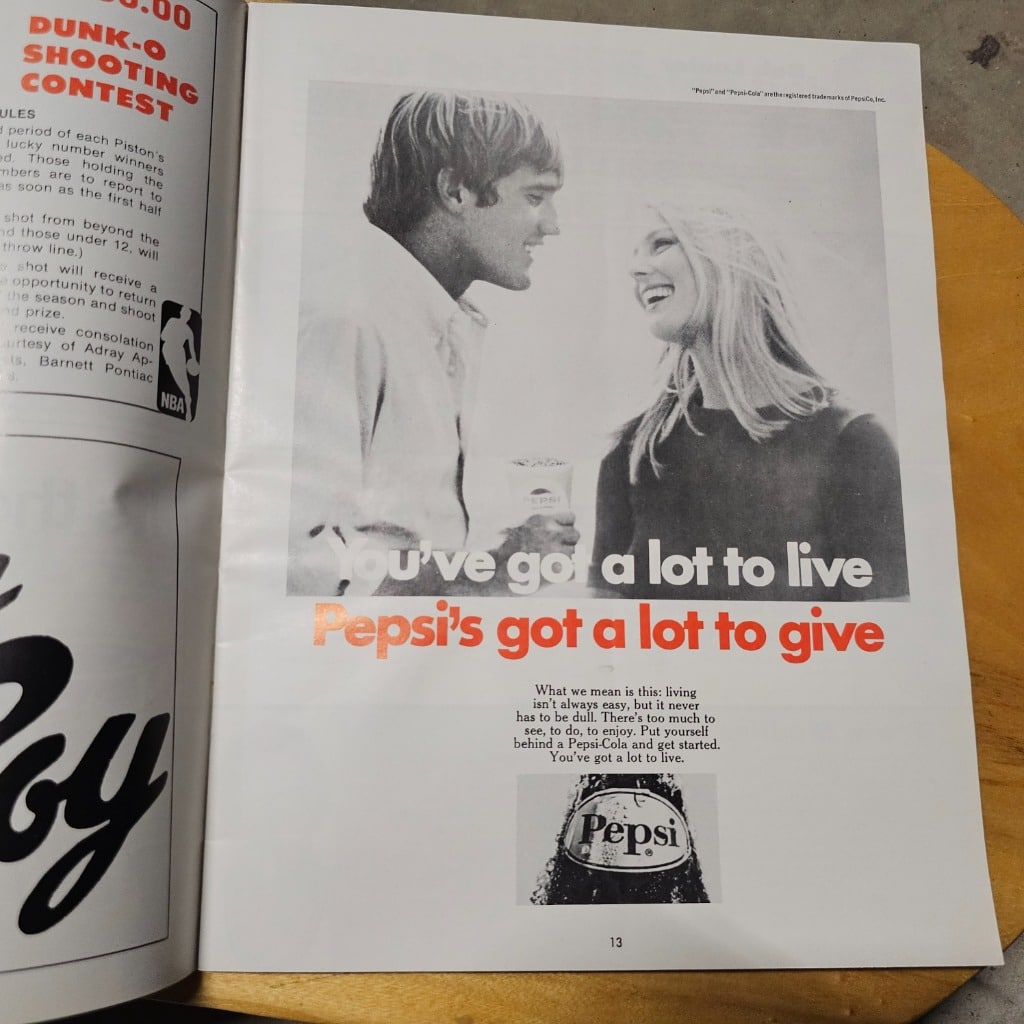 .00
DUNK-O
SHOOTING
CONTEST
period of each Piston's
lucky number winners
Those holding the
are to report to
as soon as the first half
shot from beyond the
those under 12, will
throw line.)
shot will receive a
opportunity to return
the season and shoot
prize.
receive consolation
of Adray Ap-
Barnett Pontiac
NBA
oy
"Pepsi" and "Pepsi-Cola" are the registered trademarks of PepsiCo, Inc.
PEPSI
You've got a lot to live
Pepsi's got a lot to give
What we mean is this: living
isn't always easy, but it never
has to be dull. There's too much to
see, to do, to enjoy. Put yourself
behind a Pepsi-Cola and get started.
You've got a lot to live.
Pepsi®
13